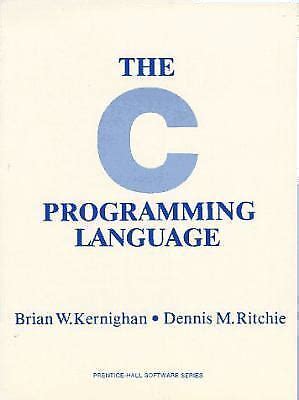 THE
C
PROGRAMMING
LANGUAGE
Brian W. Kernighan • Dennis M. Ritchie
PRENTICE-HALL SOFTWARE SERIES